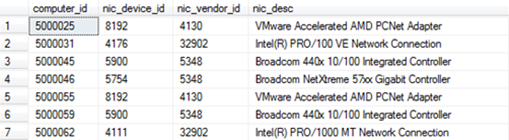 computer_id nic_device_id nic_vendor_id nic_desc
1 5000025 8192 4130 VMware Accelerated AMD PCNet Adapter
2 5000031 4176 32902 Intel(R) PRO/100 VE Network Connection
3 5000045 5900 5348 Broadcom 440x 10/100 Integrated Controller
4 5000046 5754 5348 Broadcom NetXtreme 57xx Gigabit Controller
5 5000055 8192 4130 VMware Accelerated AMD PCNet Adapter
6 5000059 5900 5348 Broadcom 440x 10/100 Integrated Controller
7 5000062 4111 32902 Intel(R) PRO/1000 MT Network Connection